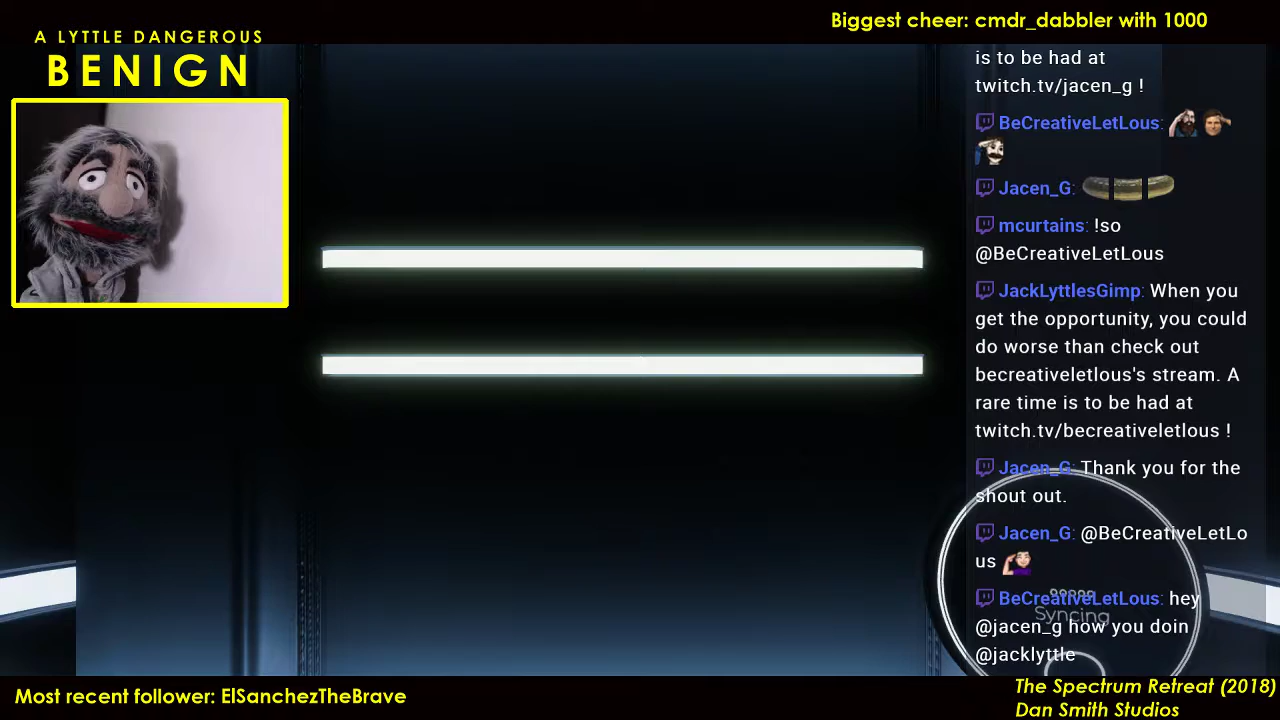 A LYTTLE DANGEROUS
BENIGN
Biggest cheer: cmdr_dabbler with 1000
is to be had at
twitch.tv/jacen_g !
BeCreativeLetLous:
Jacen_G:
mcurtains: !so
@BeCreativeLetLous
JackLyttlesGimp: When you
get the opportunity, you could
do worse than check out
becreativeletlous's stream. A
rare time is to be had at
twitch.tv/becreativeletlous !
Jacen_G: Thank you for the
shout out.
Jacen_G: @BeCreativeLetLo
us
BeCreativeLetLous: hey
Syncing
@jacen_g how you doin
@jacklyttle
Most recent follower: ElSanchezTheBrave
The Spectrum Retreat (2018)
Dan Smith Studios